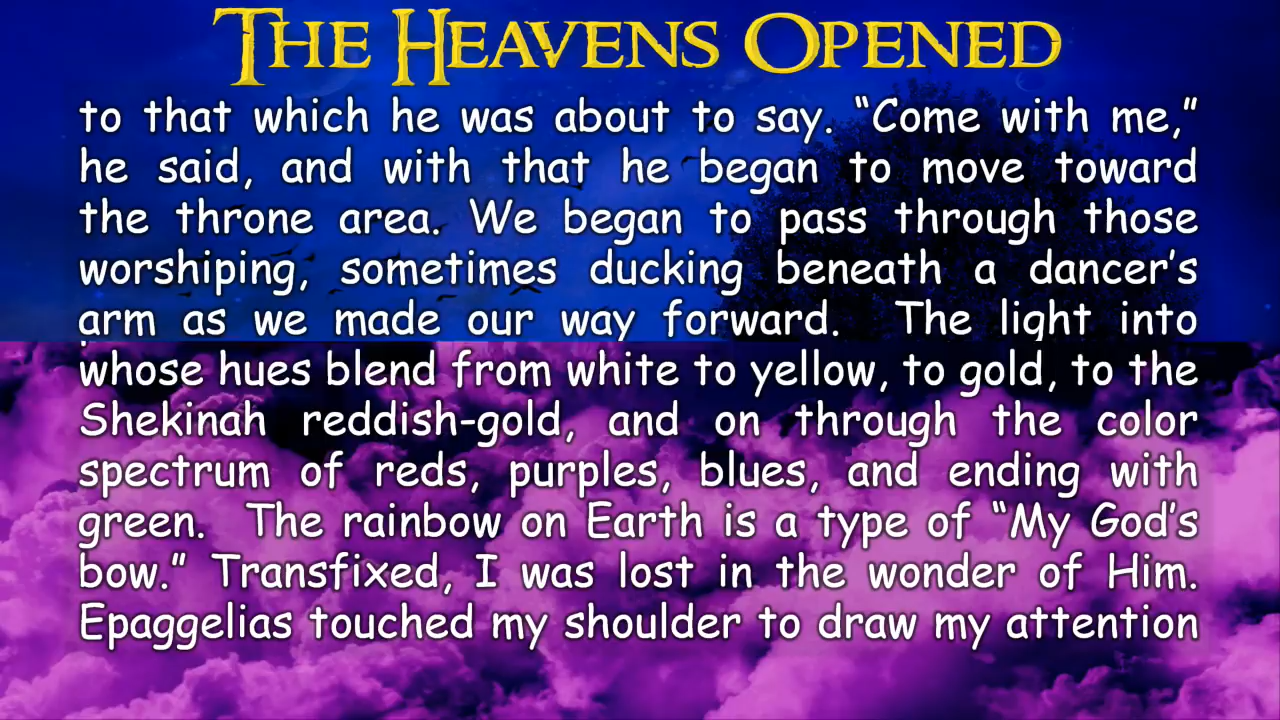 THE HEAVENS OPENED
to that which he was about to say. “Come with me,”
he said, and with that he began to move toward
the throne area. We began to pass through those
worshiping, sometimes ducking beneath a dancer’s
arm as we made our way forward.  The light into
whose hues blend from white to yellow, to gold, to the
Shekinah reddish-gold, and on through the color
spectrum of reds, purples, blues, and ending with
green.  The rainbow on Earth is a type of “My God’s
bow.” Transfixed, I was lost in the wonder of Him.
Epaggelias touched my shoulder to draw my attention